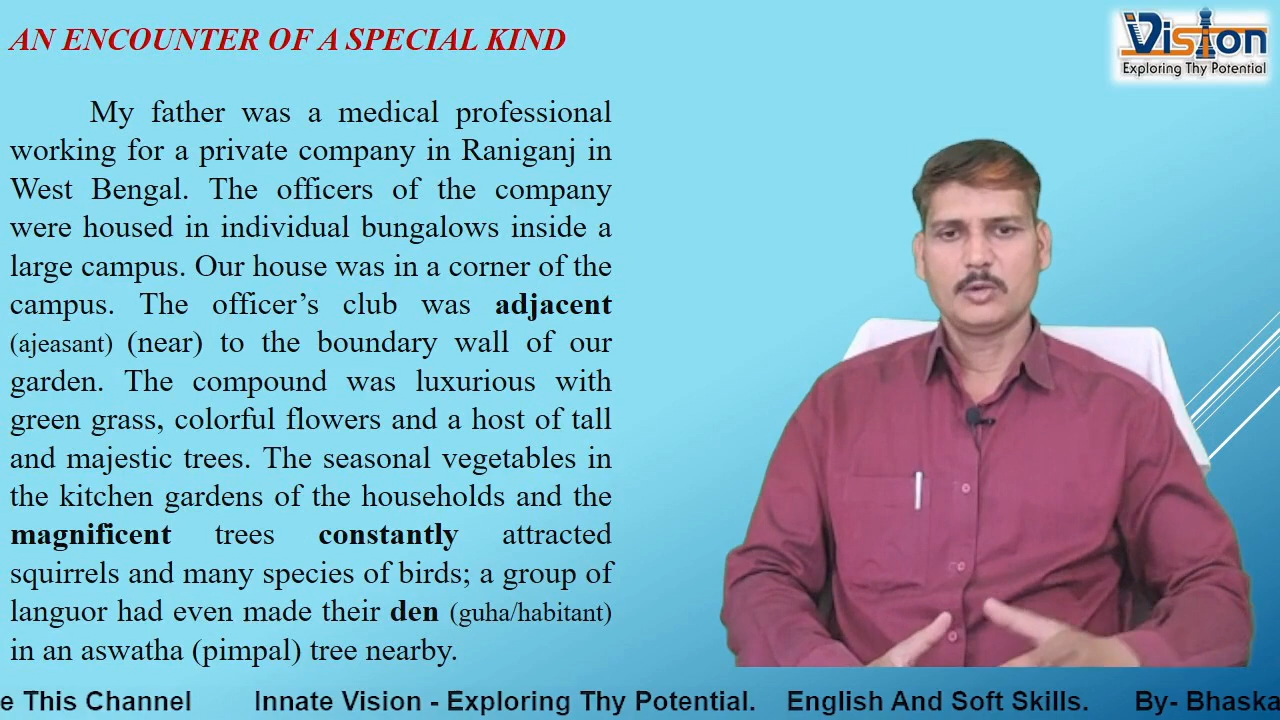 AN ENCOUNTER OF A SPECIAL KIND
Vision
Exploring Thy Potential
My father was a medical professional
working for a private company in Raniganj in
West Bengal. The officers of the company
were housed in individual bungalows inside a
large campus. Our house was in a corner of the
campus. The officer’s club was adjacent
(ajeasant) (near) to the boundary wall of our
garden. The compound was luxurious with
green grass, colorful flowers and a host of tall
and majestic trees. The seasonal vegetables in
the kitchen gardens of the households and the
magnificent trees constantly attracted
squirrels and many species of birds; a group of
languor had even made their den (guha/habitant)
in an aswatha (pimpal) tree nearby.
e This Channel Innate Vision - Exploring Thy Potential. English And Soft Skills. By- Bhaska